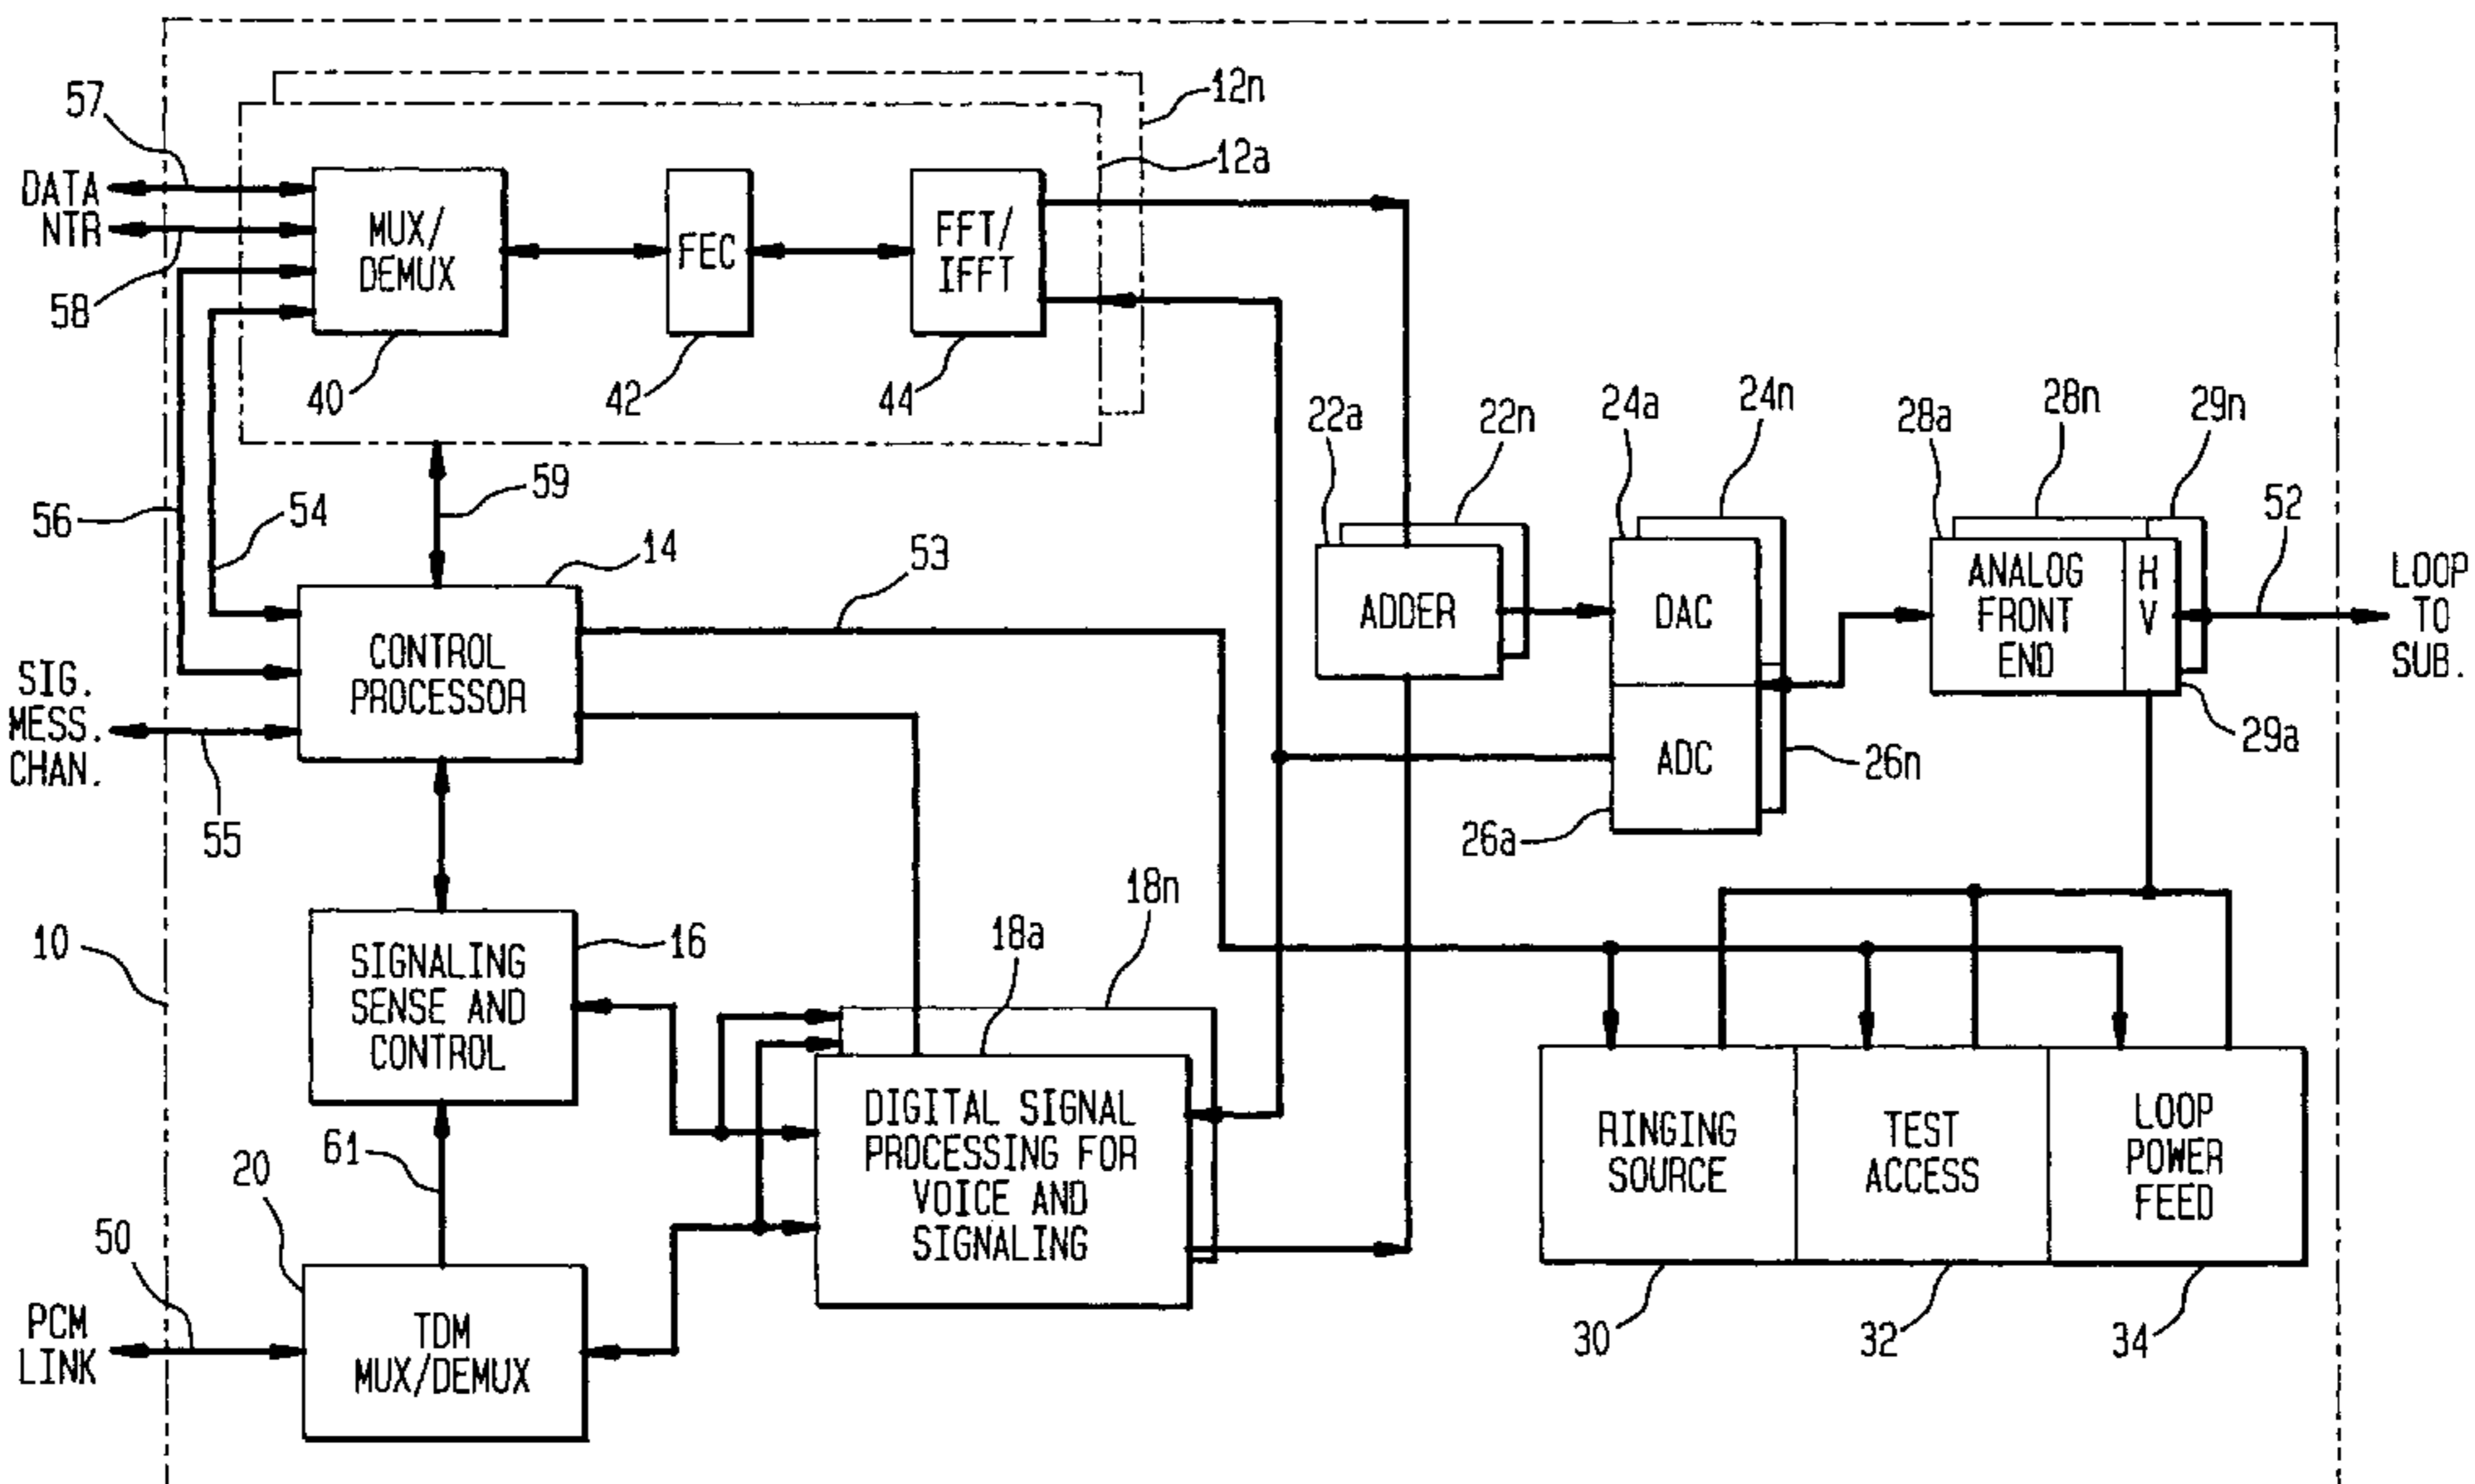 57
12n
12a
DATA
NTR
58
MUX/
DEMUX
FEC
FFT/
IFFT
40
42
44
56
54
59
14
53
22a
22n
24a
24n
28a
28n
29n
52
CONTROL
PROCESSOR
ADDER
DAC
ADC
ANALOG
FRONT
END
H
V
LOOP
TO
SUB.
SIG.
MESS.
CHAN.
55
26a
26n
29a
10
16
18a
18n
SIGNALING
SENSE AND
CONTROL
61
20
50
DIGITAL SIGNAL
PROCESSING FOR
VOICE AND
SIGNALING
RINGING
SOURCE
TEST
ACCESS
LOOP
POWER
FEED
30
32
34
PCM
LINK
TDM
MUX/DEMUX